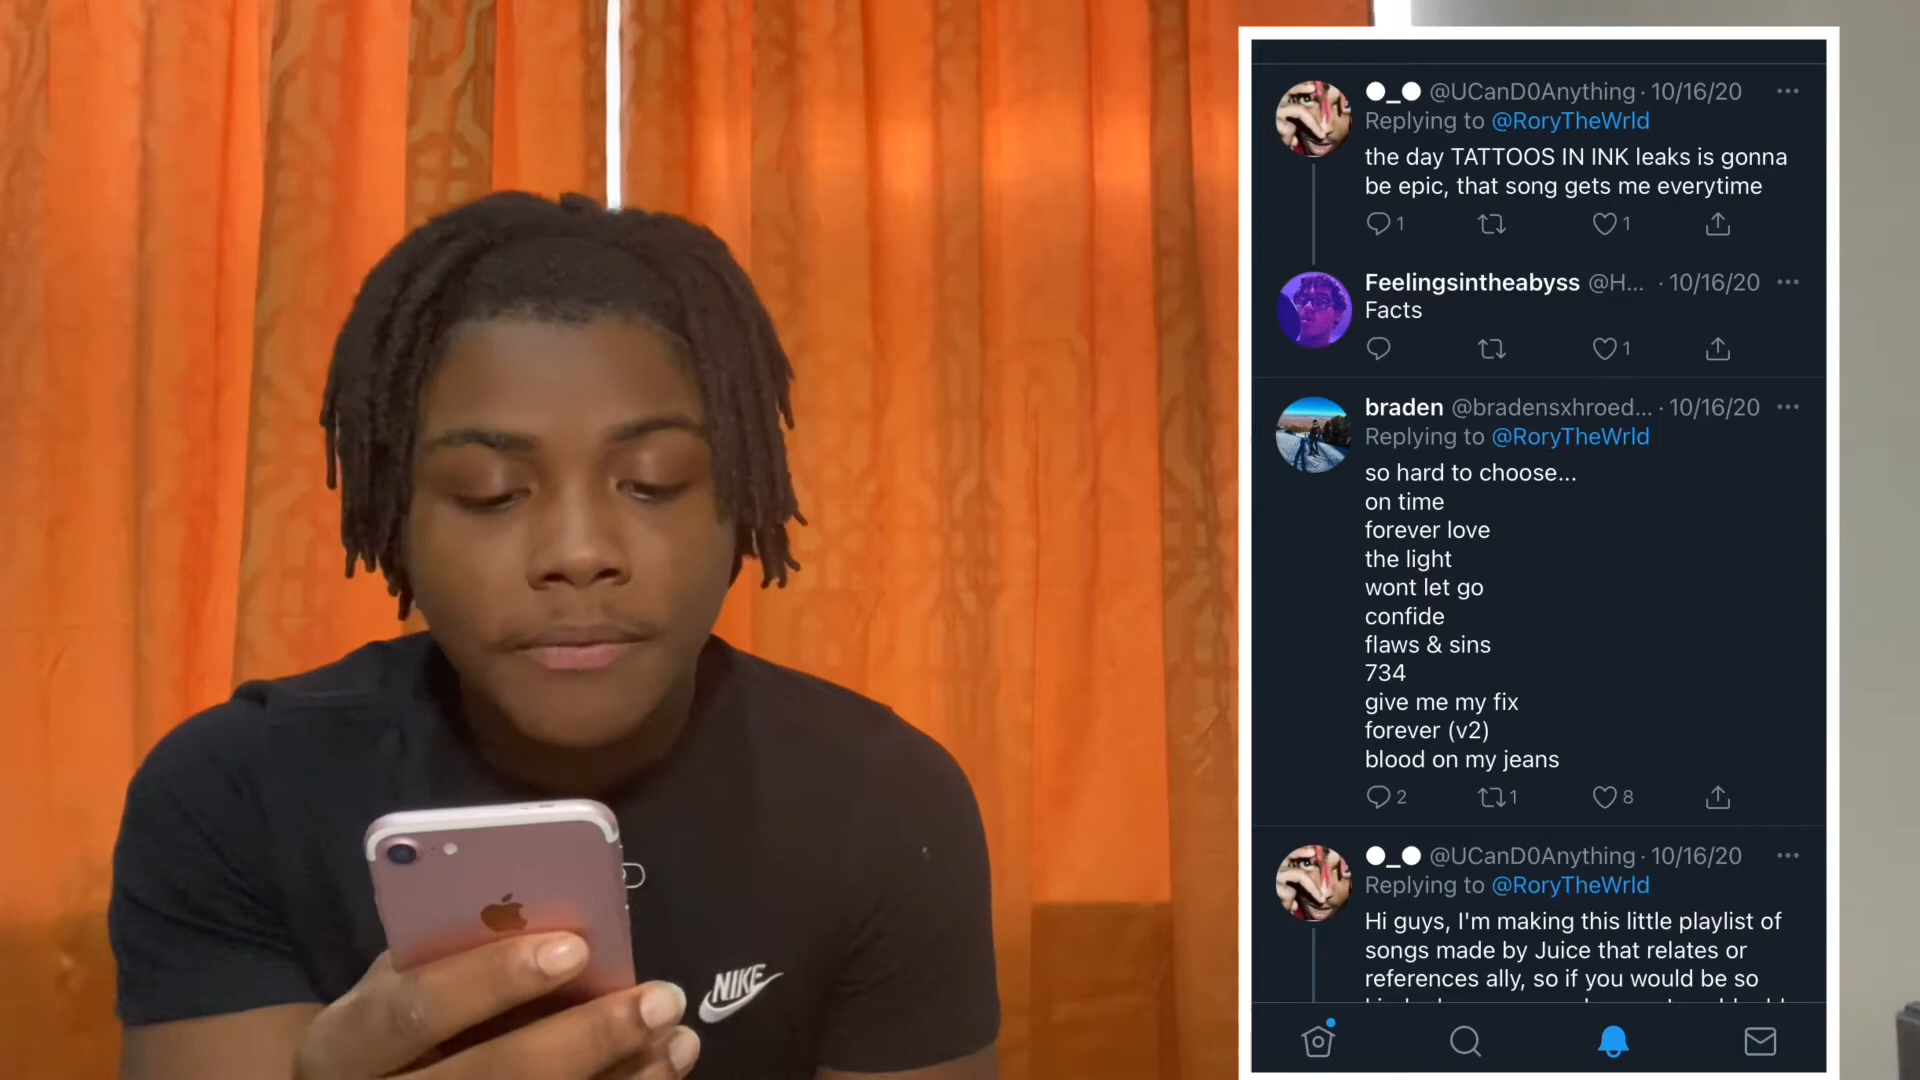 ●_● @UCanD0Anything · 10/16/20
Replying to @RoryTheWrld
the day TATTOOS IN INK leaks is gonna
be epic, that song gets me everytime
1 1
Feelingsintheabyss @H... · 10/16/20
Facts
1
braden @bradensxhroed... · 10/16/20
Replying to @RoryTheWrld
so hard to choose...
on time
forever love
the light
wont let go
confide
flaws & sins
734
give me my fix
forever (v2)
blood on my jeans
2 1 8
●_● @UCanD0Anything · 10/16/20
Replying to @RoryTheWrld
Hi guys, I'm making this little playlist of
songs made by Juice that relates or
references ally, so if you would be so
NIKE